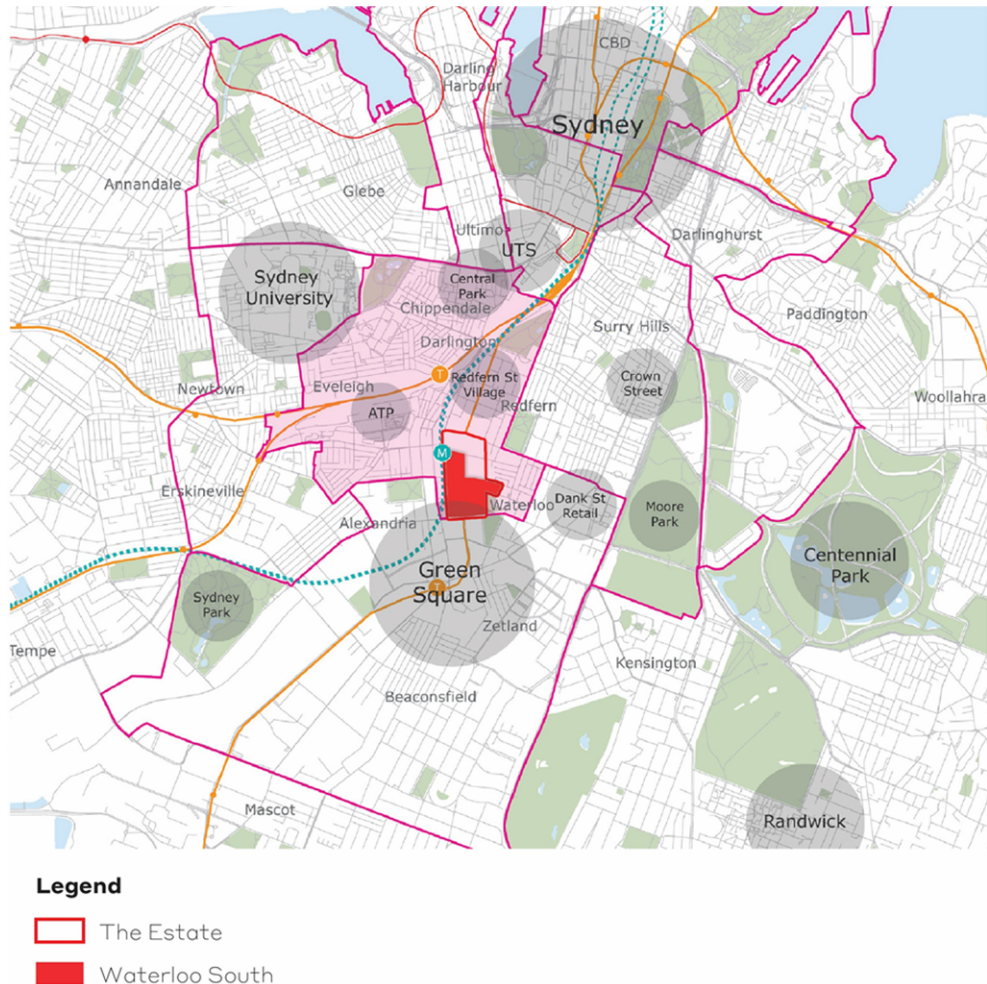 CBD
Darling
Harbour
Sydney
Annandale
Glebe
Ultimo
UTS
Darlinghurst
Sydney
University
Central
Park
Chippendale
Paddington
Surry Hills
Darlington
T
Redfern St
Village
Crown
Street
Newtown
Eveleigh
ATP
Redfern
Woollahra
M
Erskineville
Waterloo
Dank St
Retail
Moore
Park
Alexandria
Centennial
Park
Green
Square
T
Sydney
Park
Zetland
Tempe
Kensington
Beaconsfield
Mascot
Randwick
Legend
The Estate
Waterloo South